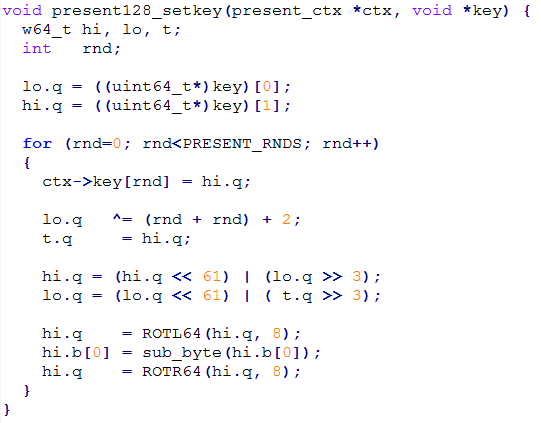 void present128_setkey(present_ctx *ctx, void *key) {
  w64_t hi, lo, t;
  int   rnd;

  lo.q = ((uint64_t*)key)[0];
  hi.q = ((uint64_t*)key)[1];

  for (rnd=0; rnd<PRESENT_RNDS; rnd++)
  {
    ctx->key[rnd] = hi.q;

    lo.q   ^= (rnd + rnd) + 2;
    t.q     = hi.q;

    hi.q = (hi.q << 61) | (lo.q >> 3);
    lo.q = (lo.q << 61) | ( t.q >> 3);

    hi.q    = ROTL64(hi.q, 8);
    hi.b[0] = sub_byte(hi.b[0]);
    hi.q    = ROTR64(hi.q, 8);
  }
}